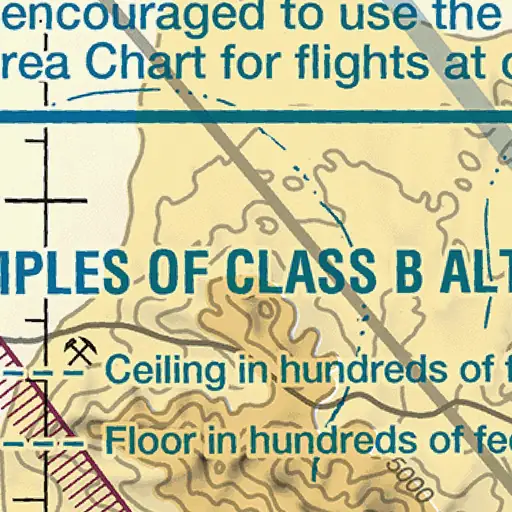 encouraged to use the
rea Chart for flights at
MPLES OF CLASS B ALT
Ceiling in hundreds of f
Floor in hundreds of fee
5000